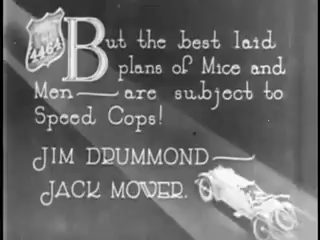 4464
But the best laid
plans of Mice and
Men — are subject to
Speed Cops!
JIM DRUMMOND —
JACK MOWER.